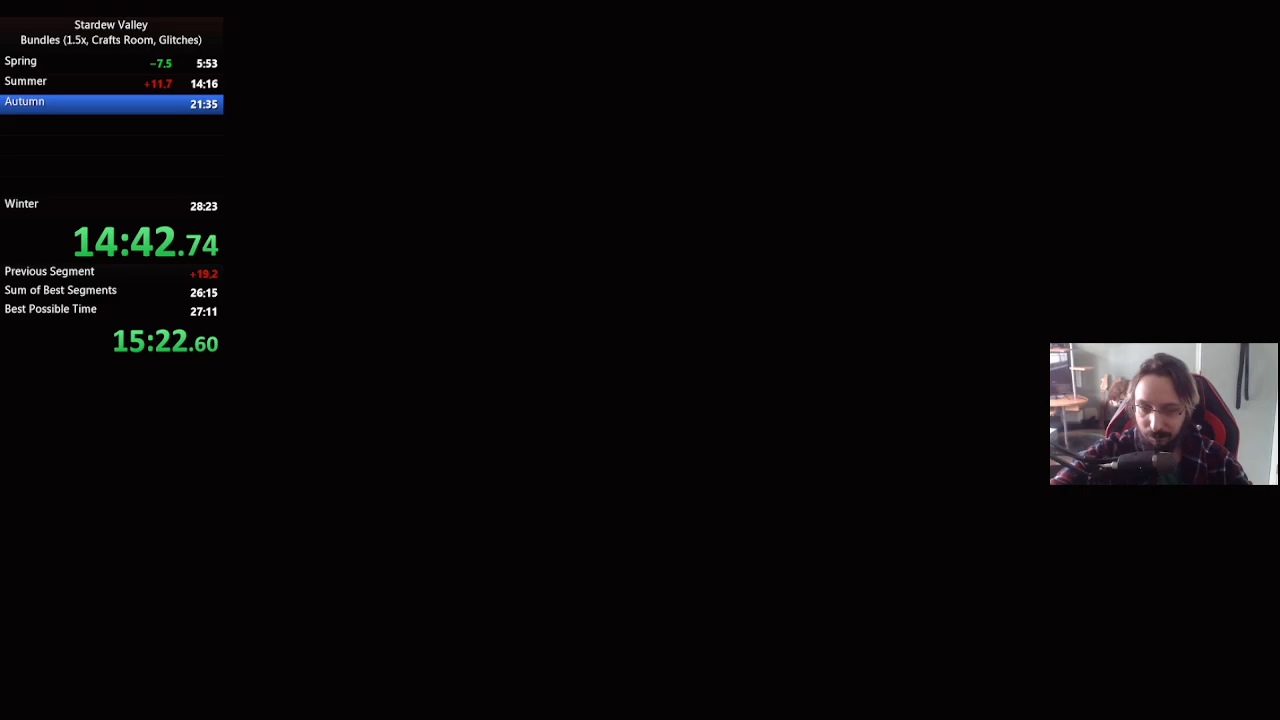 Stardew Valley
Bundles (1.5x, Crafts Room, Glitches)
Spring −7.5 5:53
Summer +11.7 14:16
Autumn 21:35
Winter 28:23
14:42.74
Previous Segment +19.2
Sum of Best Segments 26:15
Best Possible Time 27:11
15:22.60